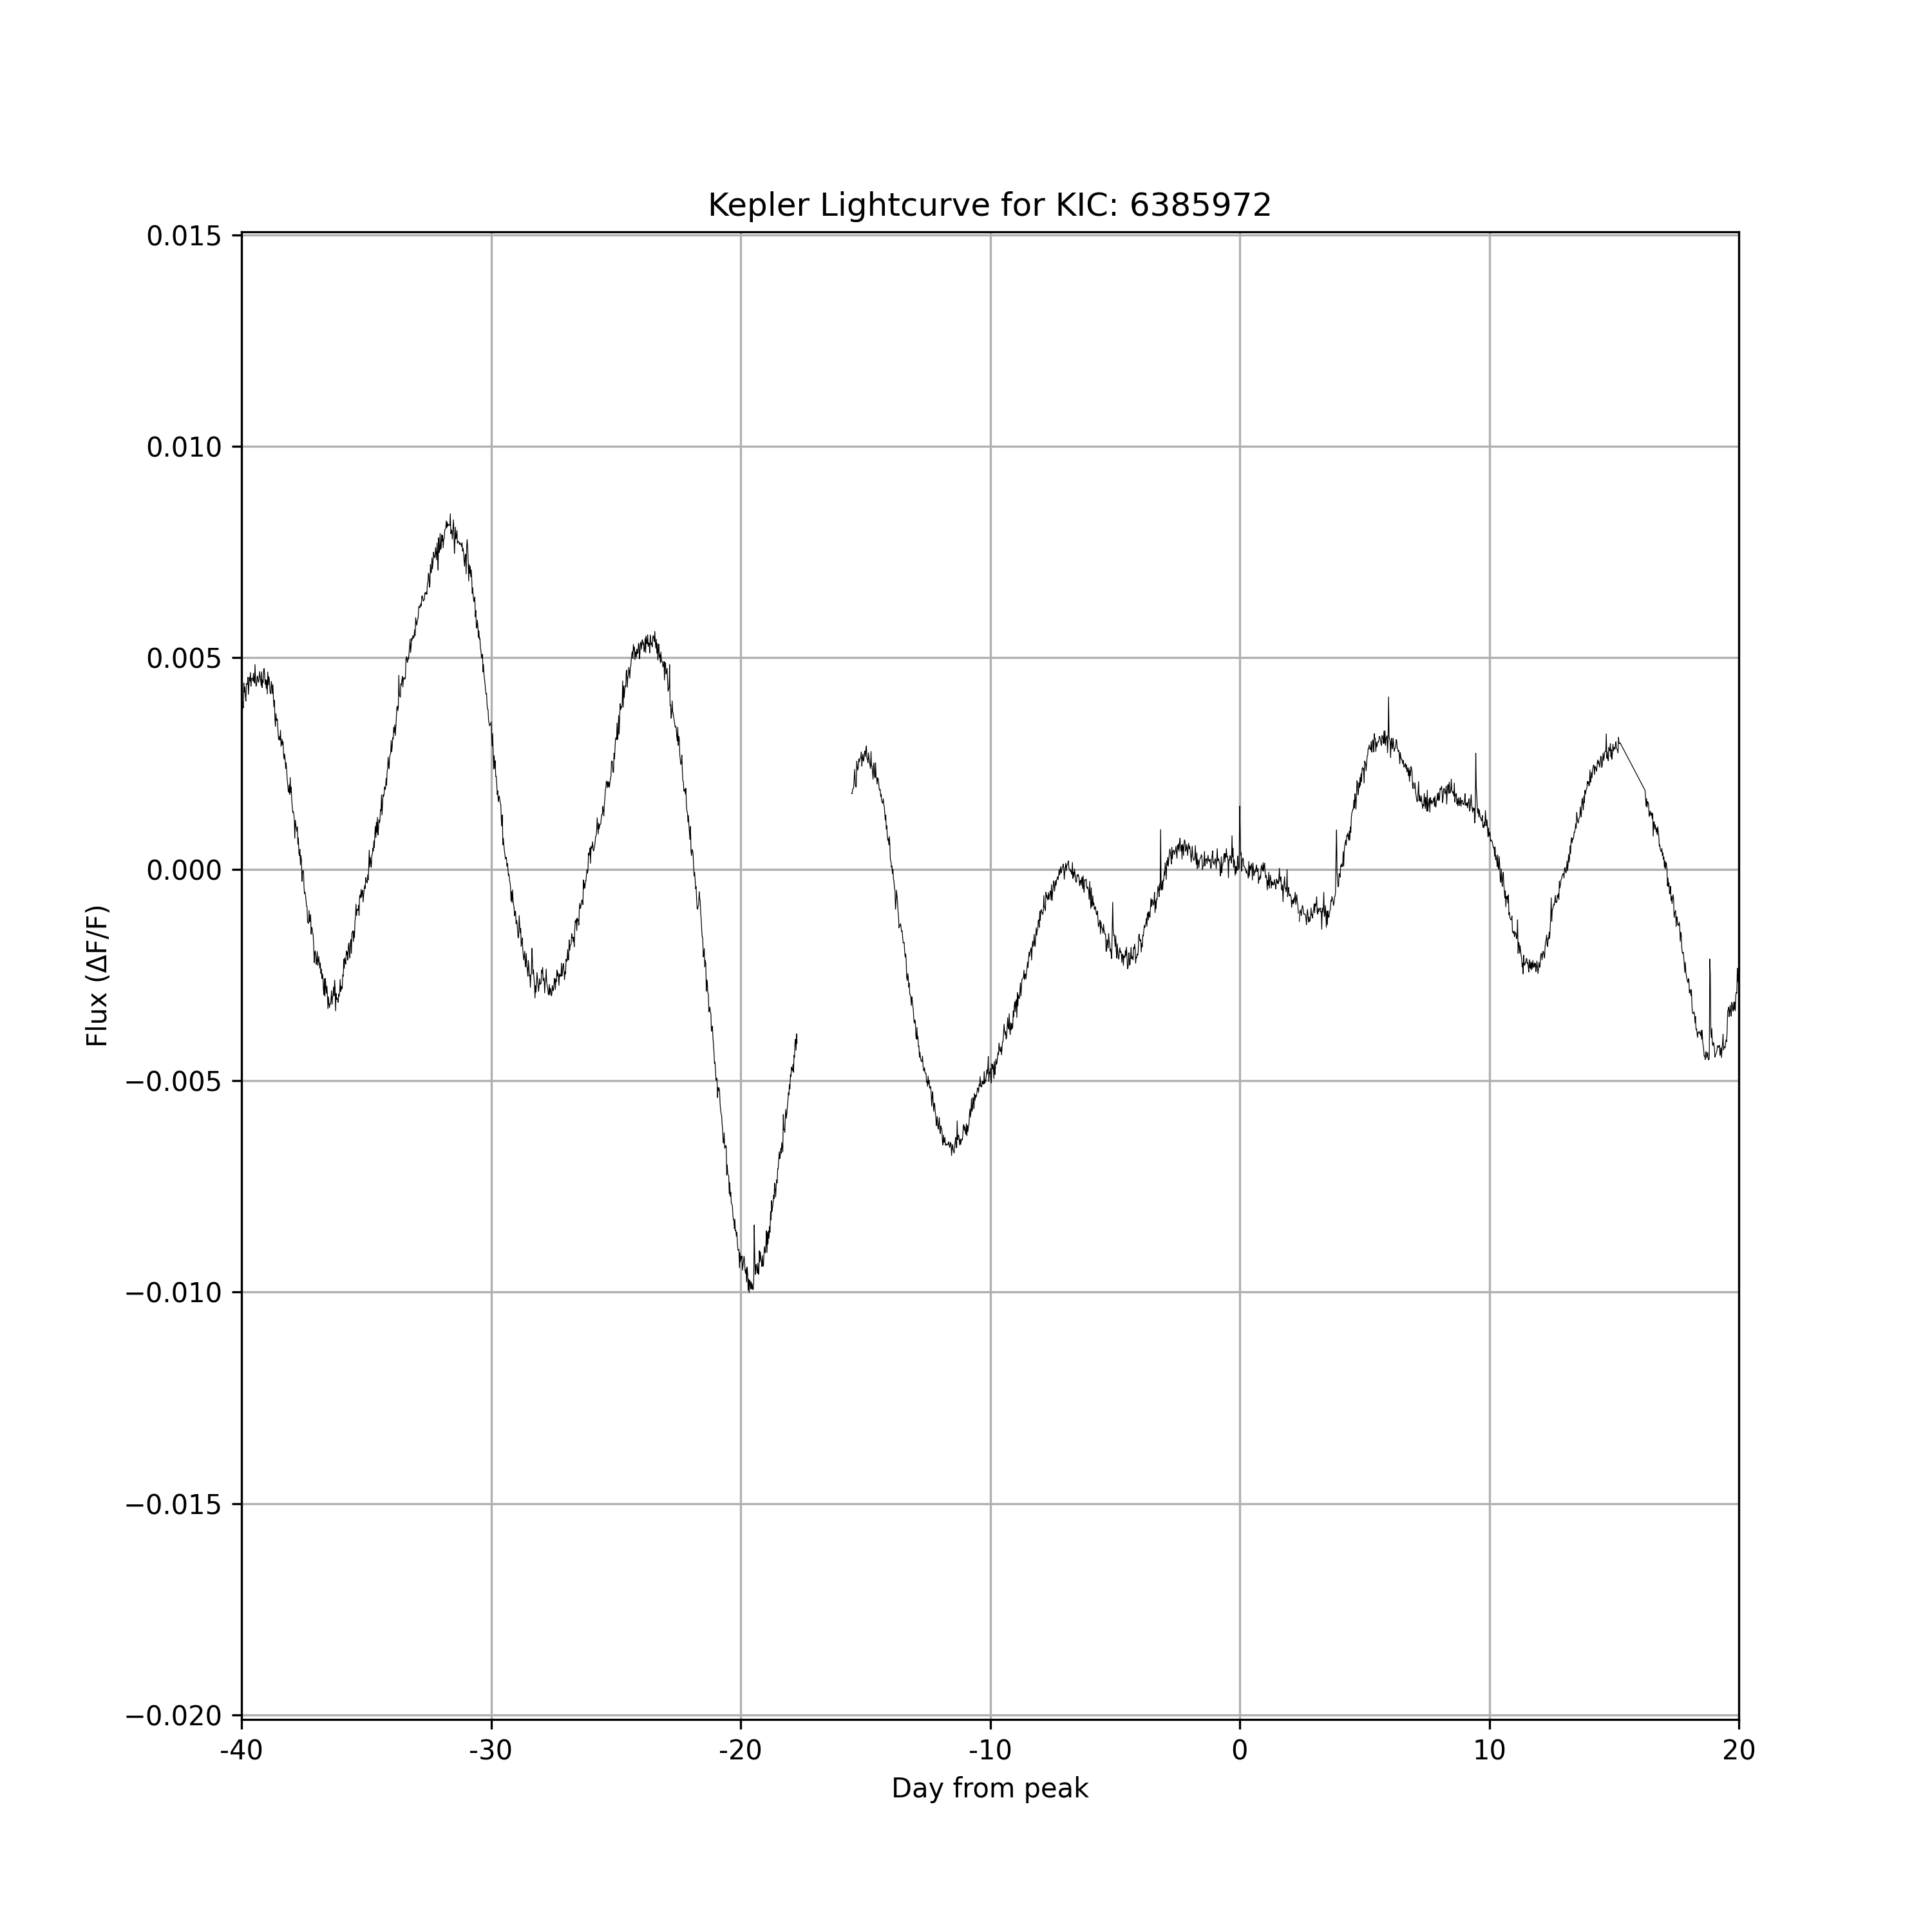 Kepler Lightcurve for KIC: 6385972
0.015
0.010
0.005
0.000
−0.005
−0.010
−0.015
−0.020
Flux (ΔF/F)
-40 -30 -20 -10 0 10 20
Day from peak